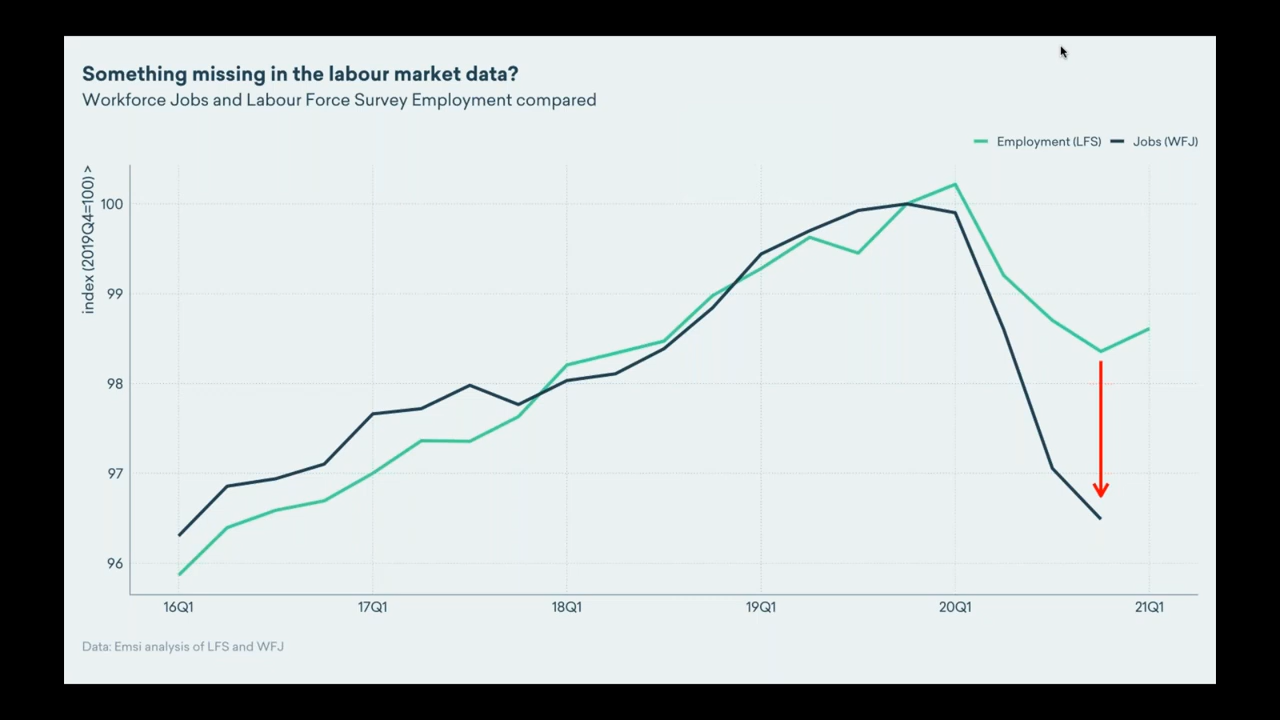 Something missing in the labour market data?
Workforce Jobs and Labour Force Survey Employment compared
Employment (LFS) Jobs (WFJ)
index (2019Q4=100) >
100
99
98
97
96
16Q1 17Q1 18Q1 19Q1 20Q1 21Q1
Data: Emsi analysis of LFS and WFJ